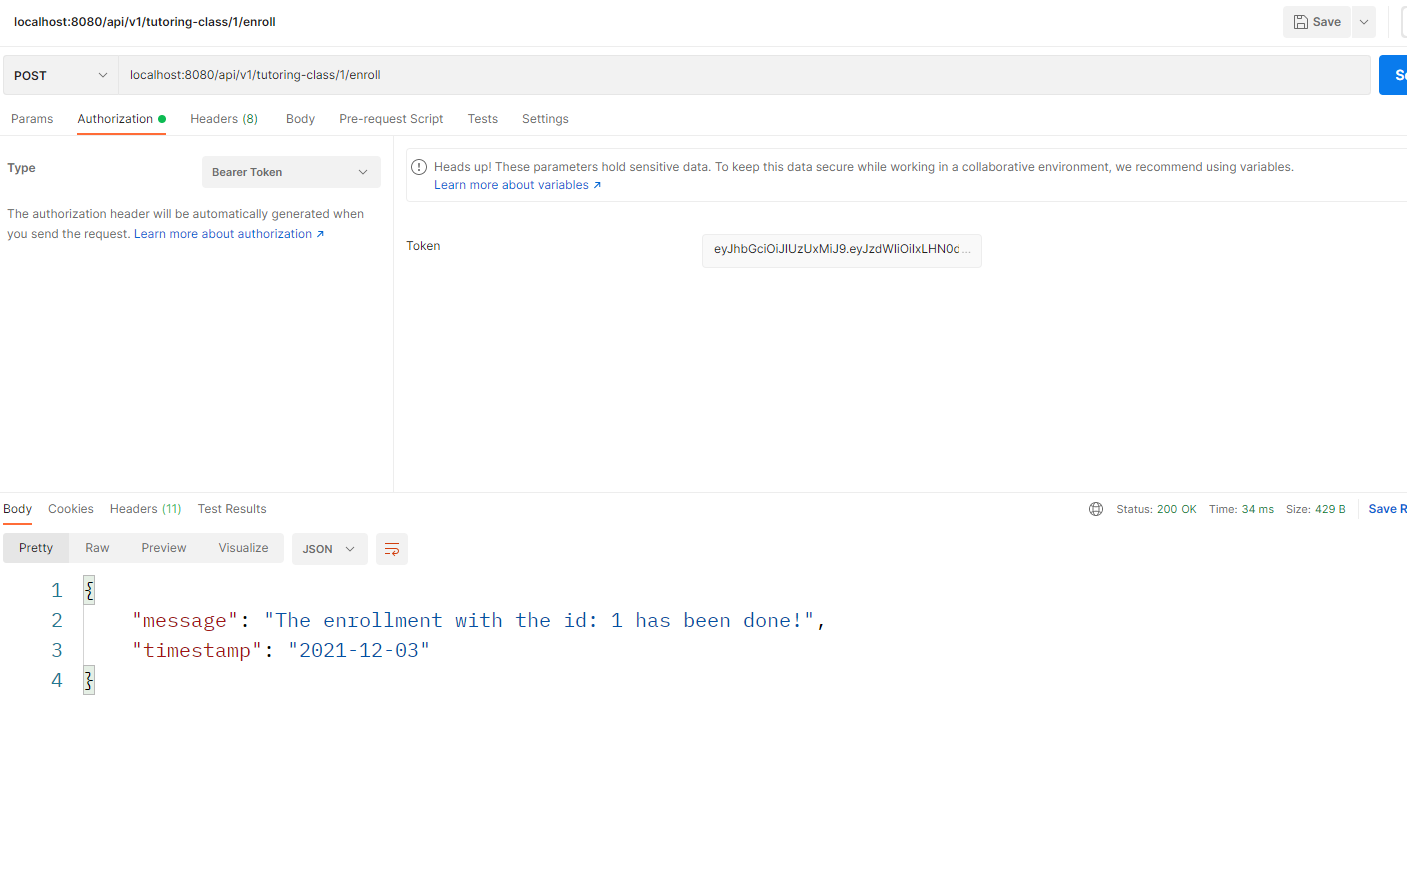 localhost:8080/api/v1/tutoring-class/1/enroll
Save
POST
localhost:8080/api/v1/tutoring-class/1/enroll
Params Authorization Headers (8) Body Pre-request Script Tests Settings
Type
Bearer Token
Heads up! These parameters hold sensitive data. To keep this data secure while working in a collaborative environment, we recommend using variables.
Learn more about variables ↗
The authorization header will be automatically generated when
you send the request. Learn more about authorization ↗
Token
Body Cookies Headers (11) Test Results
Status: 200 OK Time: 34 ms Size: 429 B Save R
Pretty Raw Preview Visualize JSON
1 {
2 "message": "The enrollment with the id: 1 has been done!",
3 "timestamp": "2021-12-03"
4 }